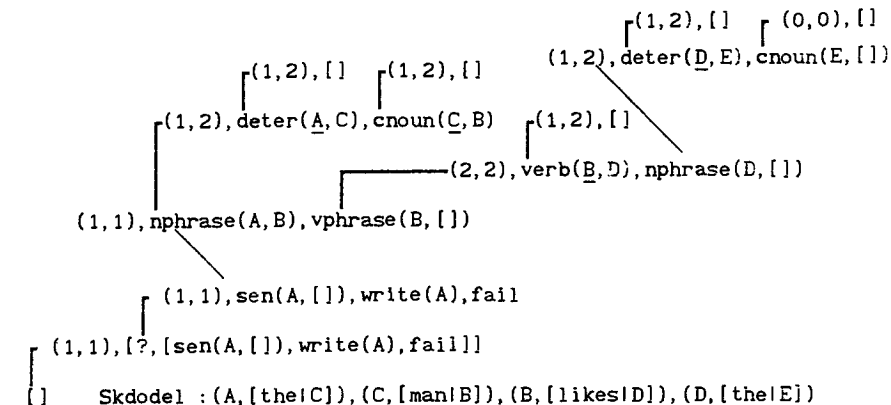 (1,2),[] (0,0),[]
(1,2),deter(D,E),cnoun(E,[])
(1,2),[] (1,2),[]
(1,2),deter(A,C),cnoun(C,B) (1,2),[]
(2,2),verb(B,D),nphrase(D,[])
(1,1),nphrase(A,B),vphrase(B,[])
(1,1),sen(A,[]),write(A),fail
(1,1),[?,[sen(A,[]),write(A),fail]]
[] Skdodel :(A,[the|C]),(C,[man|B]),(B,[likes|D]),(D,[the|E])